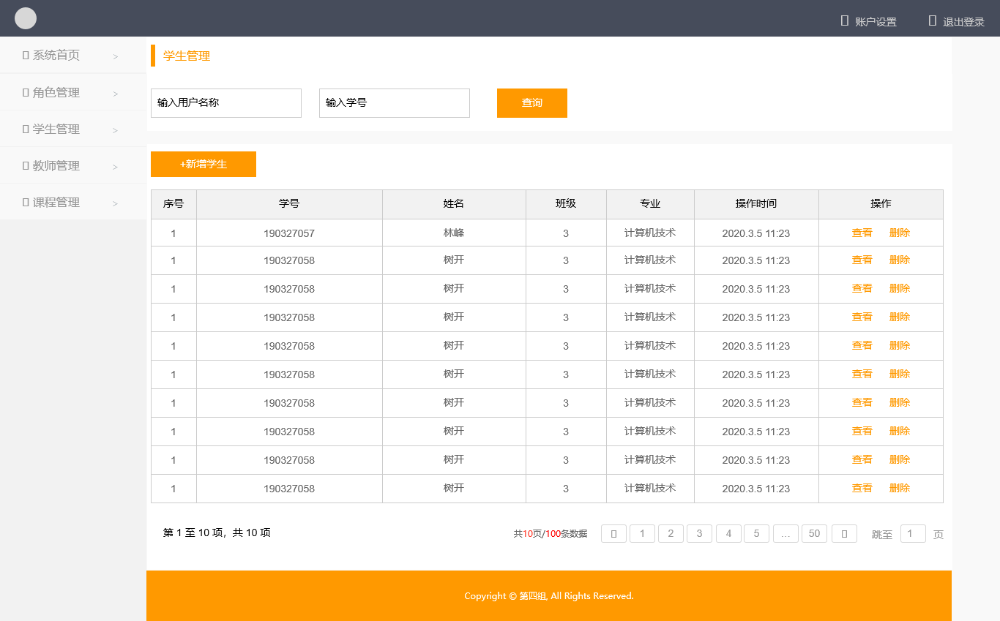 账户设置 退出登录
系统首页 >
角色管理 >
学生管理 >
教师管理 >
课程管理 >
学生管理
输入用户名称 输入学号 查询
+新增学生
序号 学号 姓名 班级 专业 操作时间 操作
1 190327057 林峰 3 计算机技术 2020.3.5 11:23 查看 删除
1 190327058 树开 3 计算机技术 2020.3.5 11:23 查看 删除
1 190327058 树开 3 计算机技术 2020.3.5 11:23 查看 删除
1 190327058 树开 3 计算机技术 2020.3.5 11:23 查看 删除
1 190327058 树开 3 计算机技术 2020.3.5 11:23 查看 删除
1 190327058 树开 3 计算机技术 2020.3.5 11:23 查看 删除
1 190327058 树开 3 计算机技术 2020.3.5 11:23 查看 删除
1 190327058 树开 3 计算机技术 2020.3.5 11:23 查看 删除
1 190327058 树开 3 计算机技术 2020.3.5 11:23 查看 删除
1 190327058 树开 3 计算机技术 2020.3.5 11:23 查看 删除
第 1 至 10 项，共 10 项 共10页/100条数据 1 2 3 4 5 ... 50 跳至 1 页
Copyright © 第四组, All Rights Reserved.